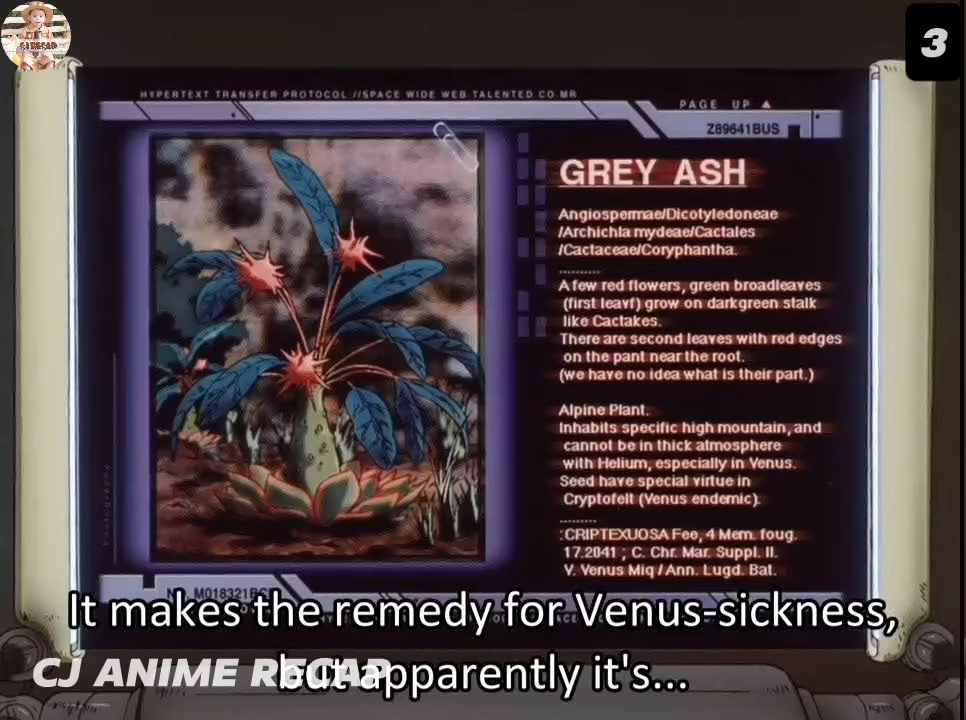 CJ RECAP
3
HYPERTEXT TRANSFER PROTOCOL://SPACE WIDE WEB.TALENTED.CO.MR
PAGE UP ▲
Z89641BUS
GREY ASH
Angiospermae/Dicotyledoneae
/Archichla mydeae/Cactales
/Cactaceae/Coryphantha.
..........
A few red flowers, green broadleaves
(first leavf) grow on darkgreen stalk
like Cactakes.
There are second leaves with red edges
on the pant near the root.
(we have no idea what is their part.)
Alpine Plant.
Inhabits specific high mountain, and
cannot be in thick atmosphere
with Helium, especially in Venus.
Seed have special virtue in
Cryptofelt (Venus endemic).
.........
:CRIPTEXUOSA Fee, 4 Mem. foug.
17.2041 ; C. Chr. Mar. Suppl. II.
V. Venus Miq / Ann. Lugd. Bat.
It makes the remedy for Venus-sickness,
but apparently it's...
CJ ANIME RECAP